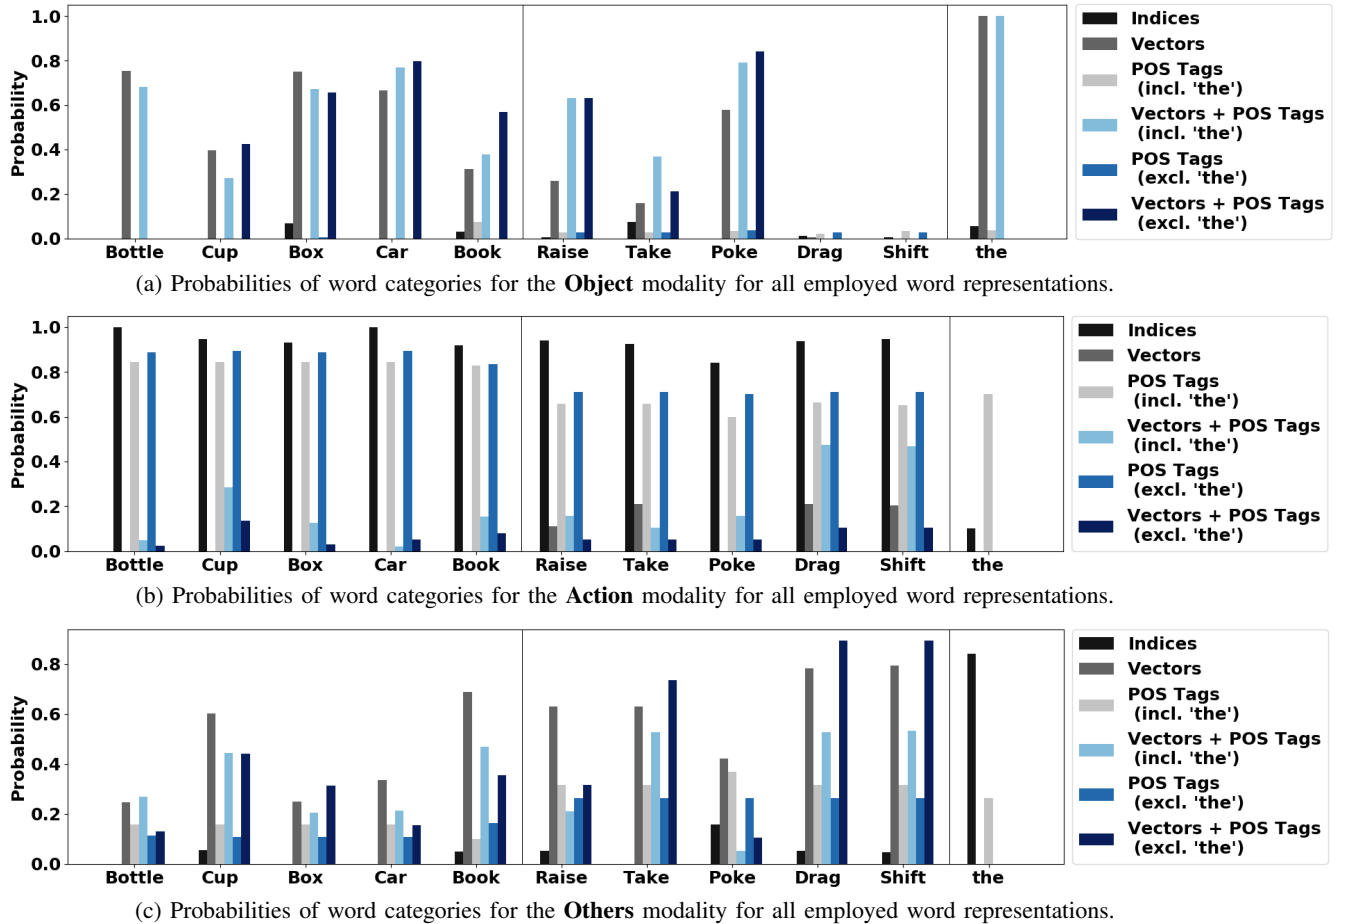 1.0
0.8
0.6
0.4
0.2
0.0
Probability
Bottle Cup Box Car Book Raise Take Poke Drag Shift the
Indices
Vectors
POS Tags
(incl. 'the')
Vectors + POS Tags
(incl. 'the')
POS Tags
(excl. 'the')
Vectors + POS Tags
(excl. 'the')
(a) Probabilities of word categories for the Object modality for all employed word representations.
1.0
0.8
0.6
0.4
0.2
0.0
Probability
Bottle Cup Box Car Book Raise Take Poke Drag Shift the
Indices
Vectors
POS Tags
(incl. 'the')
Vectors + POS Tags
(incl. 'the')
POS Tags
(excl. 'the')
Vectors + POS Tags
(excl. 'the')
(b) Probabilities of word categories for the Action modality for all employed word representations.
0.8
0.6
0.4
0.2
0.0
Probability
Bottle Cup Box Car Book Raise Take Poke Drag Shift the
Indices
Vectors
POS Tags
(incl. 'the')
Vectors + POS Tags
(incl. 'the')
POS Tags
(excl. 'the')
Vectors + POS Tags
(excl. 'the')
(c) Probabilities of word categories for the Others modality for all employed word representations.